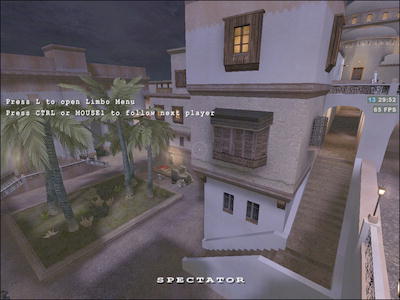 Press L to open Limbo Menu
Press CTRL or MOUSE1 to follow next player
13 29:52
65 FPS
SPECTATOR